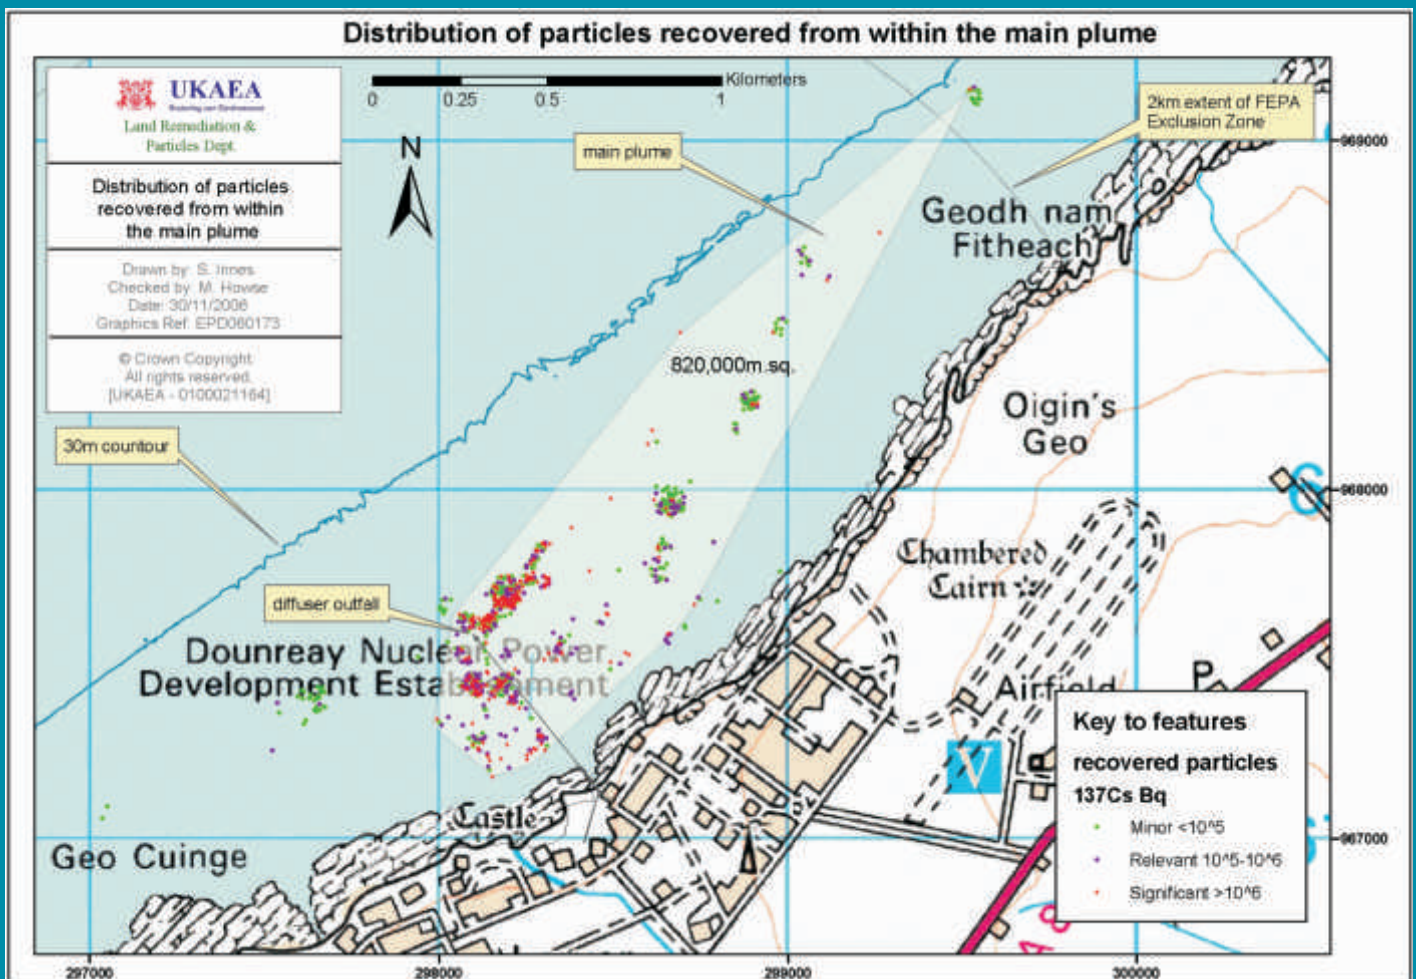 Distribution of particles recovered from within the main plume
UKAEA
Land Remediation &
Particles Dept.
Distribution of particles
recovered from within
the main plume
Drawn by: S. Innes
Checked by: M. Howse
Date: 30/11/2006
Graphics Ref: EPD060173
© Crown Copyright.
All rights reserved.
[UKAEA - 0100021164]
Kilometers
0 0.25 0.5 1
N
main plume
2km extent of FEPA
Exclusion Zone
969000
Geodh nam
Fitheach
820,000m.sq.
Oigin's
Geo
30m countour
968000
Chambered
Cairn
diffuser outfall
Dounreay Nuclear Power
Development Establishment
P
Airfield
V
Castle
Geo Cuinge
967000
Key to features
recovered particles
137Cs Bq
Minor <10^5
Relevant 10^5-10^6
Significant >10^6
297000 298000 299000 300000